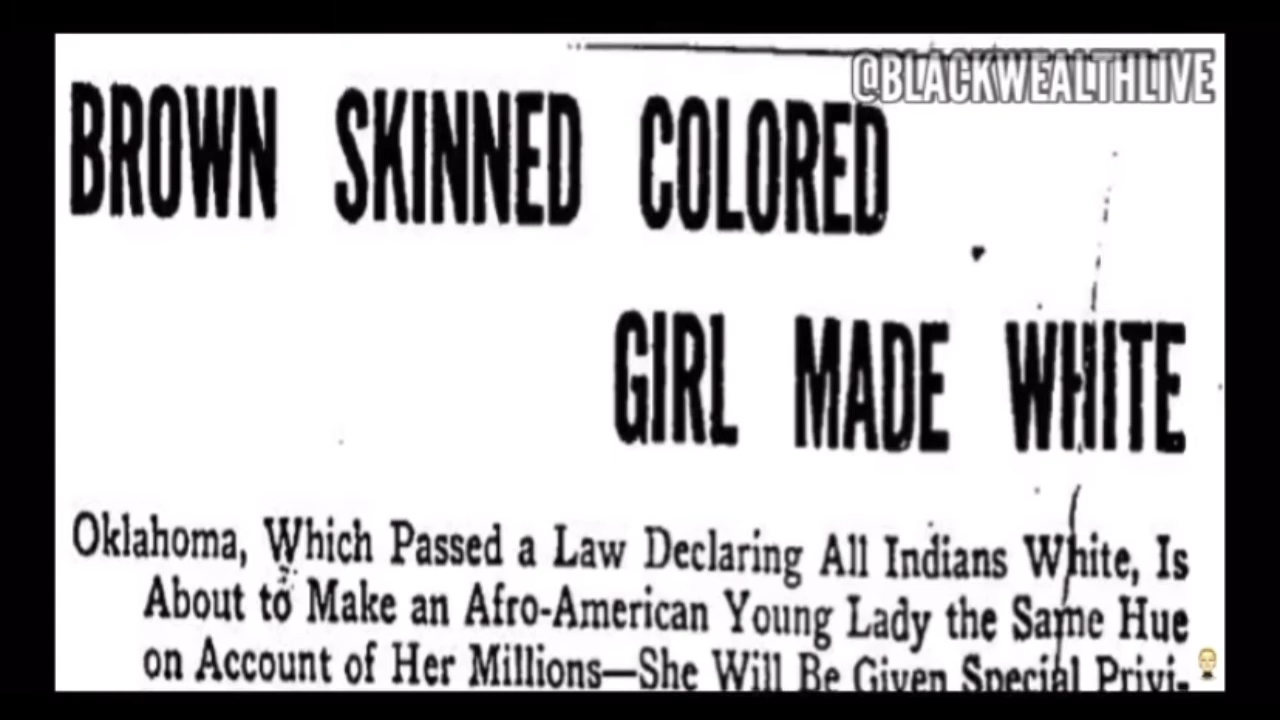 @BLACKWEALTHLIVE
BROWN SKINNED COLORED
GIRL MADE WHITE
Oklahoma, Which Passed a Law Declaring All Indians White, Is
About to Make an Afro-American Young Lady the Same Hue
on Account of Her Millions—She Will Be Given Special Privi-